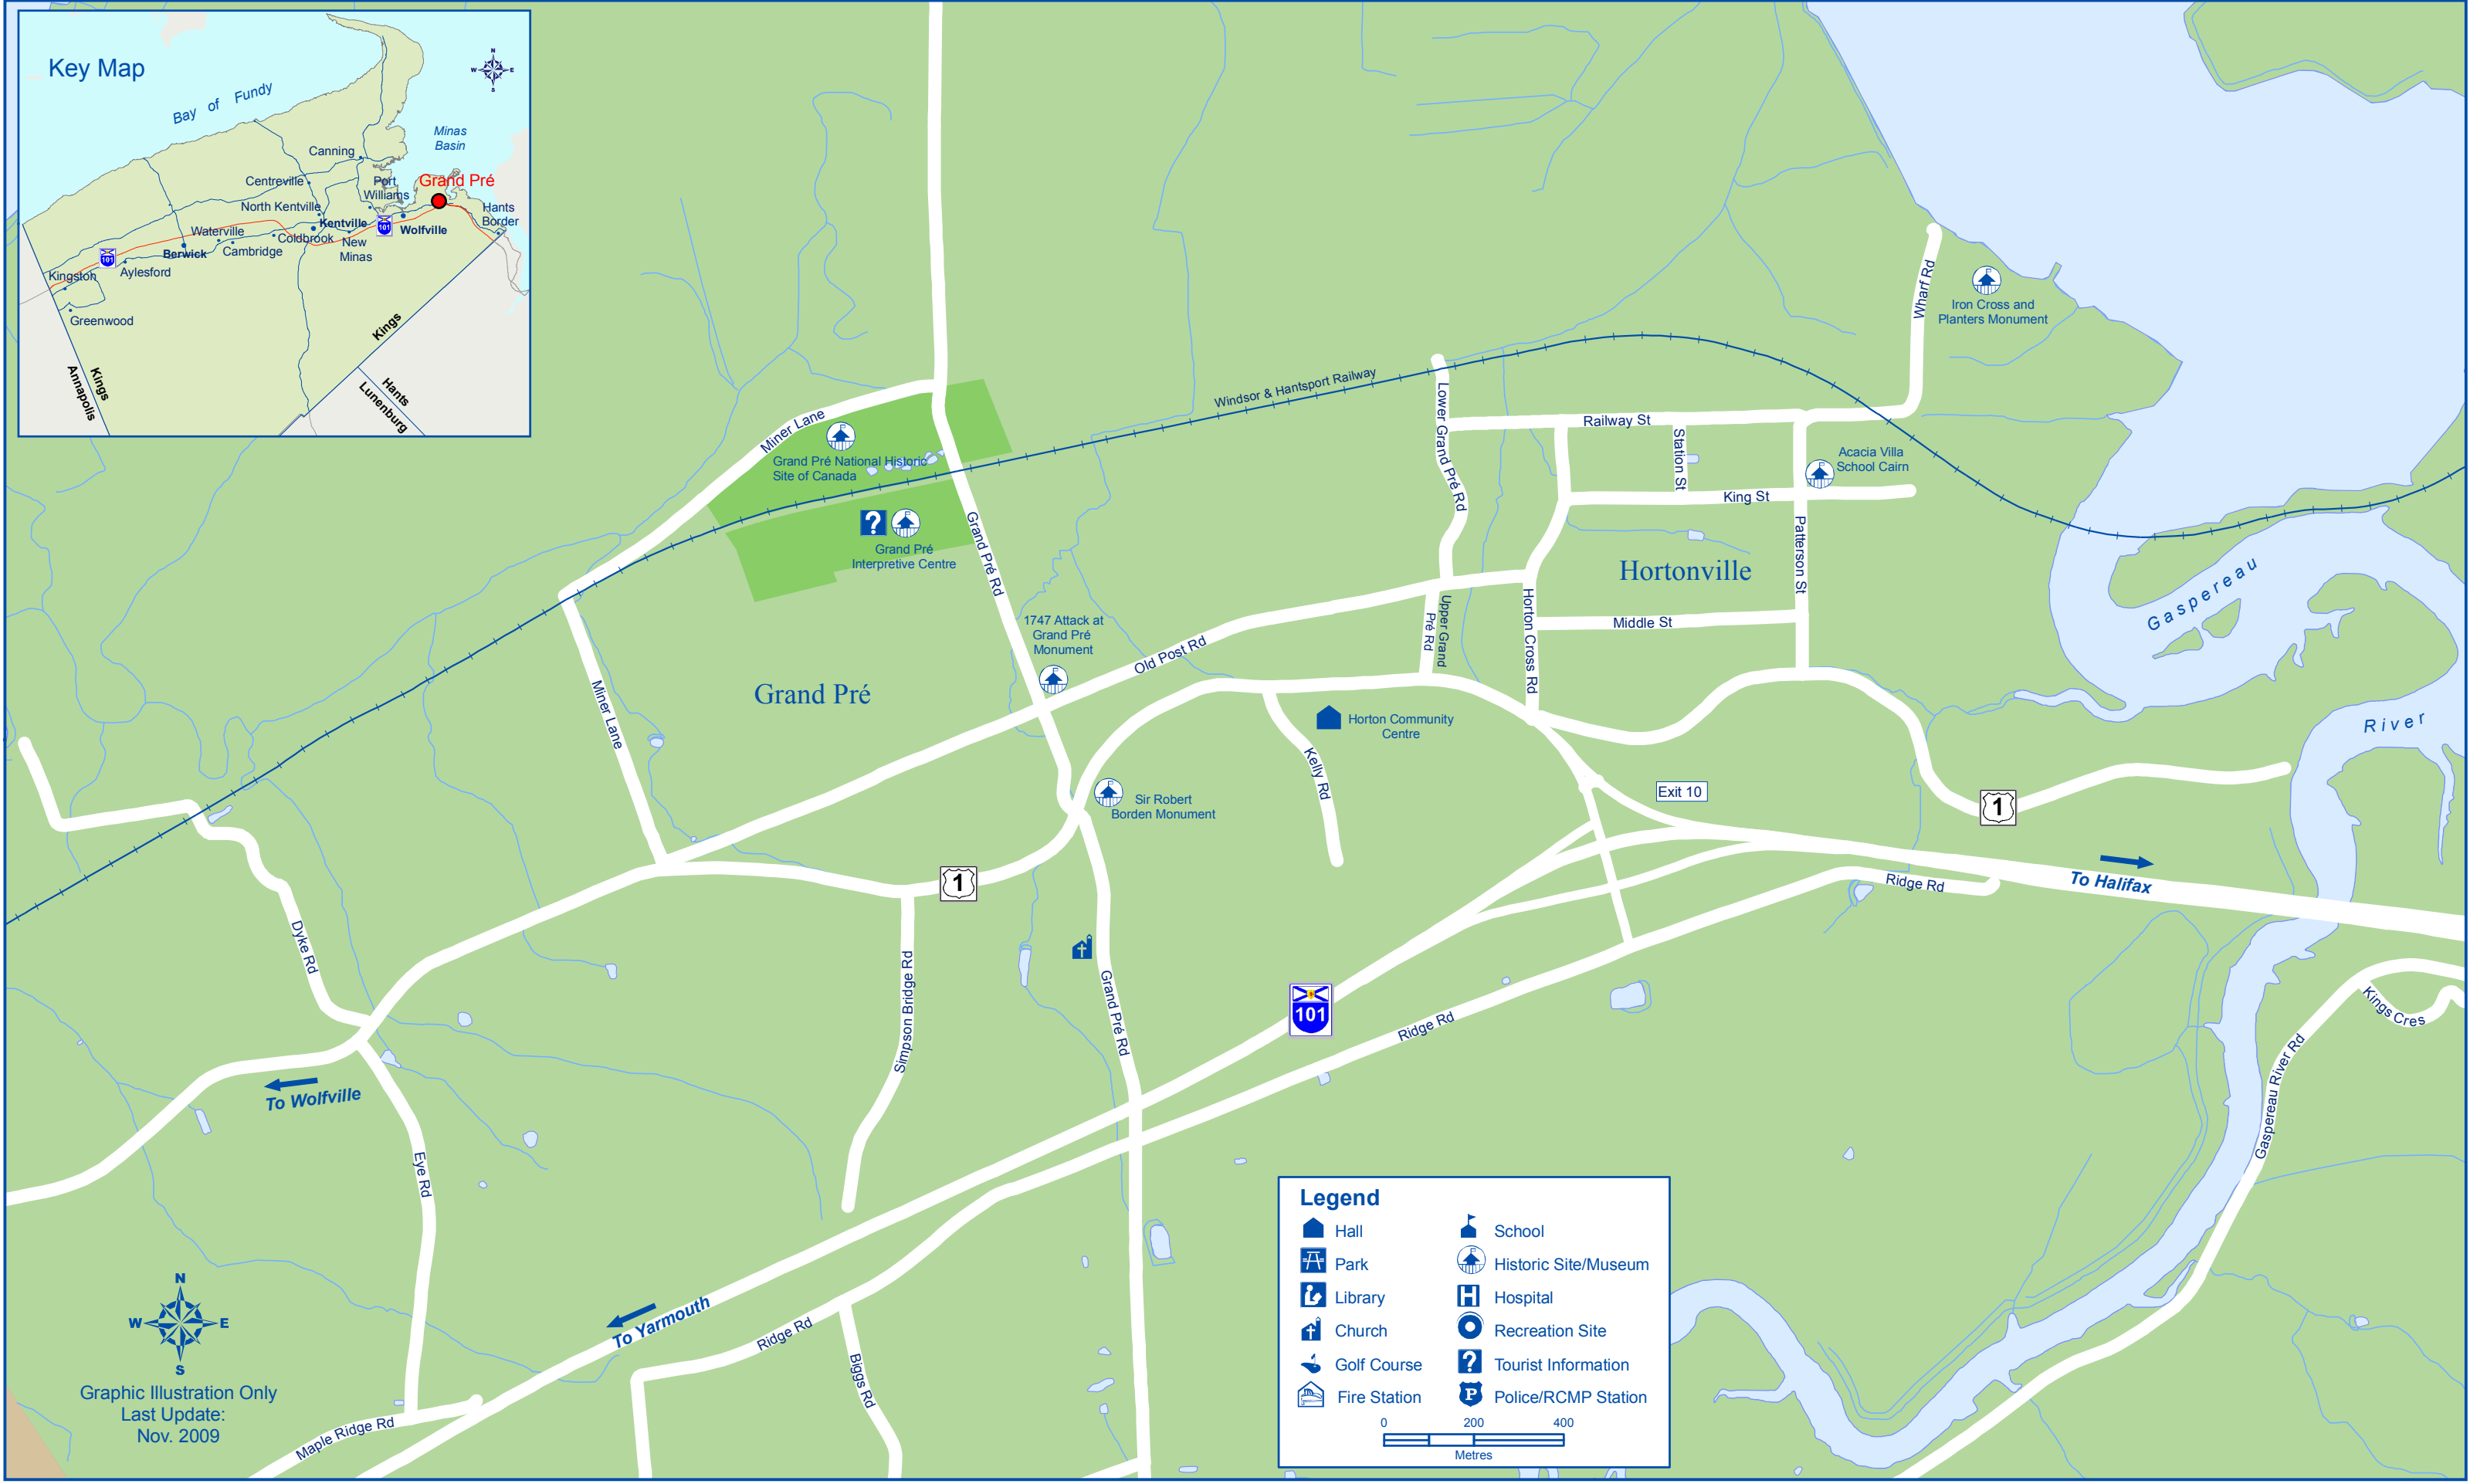 Key Map
Bay of Fundy
N
W
E
S
Minas
Basin
Canning
Centreville
Port
Williams
Grand Pré
North Kentville
Kentville
101
Wolfville
Hants
Border
Waterville
Coldbrook
New
Minas
Berwick
Cambridge
101
Kingston
Aylesford
Greenwood
Kings
Kings
Annapolis
Hants
Lunenburg
Wharf Rd
Iron Cross and
Planters Monument
Windsor & Hantsport Railway
Miner Lane
Grand Pré National Historic
Site of Canada
Lower Grand Pré Rd
Railway St
Station St
Acacia Villa
School Cairn
King St
Grand Pré Rd
?
Grand Pré
Interpretive Centre
Patterson St
Hortonville
Gaspereau
River
1747 Attack at
Grand Pré
Monument
Old Post Rd
Upper Grand
Pré Rd
Horton Cross Rd
Middle St
Miner Lane
Grand Pré
Horton Community
Centre
Kelly Rd
Sir Robert
Borden Monument
Exit 10
1
1
To Halifax
Ridge Rd
Dyke Rd
Simpson Bridge Rd
Grand Pré Rd
101
Ridge Rd
Kings Cres
Gaspereau River Rd
To Wolfville
Eye Rd
To Yarmouth
Ridge Rd
Biggs Rd
Maple Ridge Rd
N
W
E
S
Graphic Illustration Only
Last Update:
Nov. 2009
Legend
Hall
School
Park
Historic Site/Museum
Library
H
Hospital
Church
Recreation Site
Golf Course
?
Tourist Information
Fire Station
P
Police/RCMP Station
0 200 400
Metres